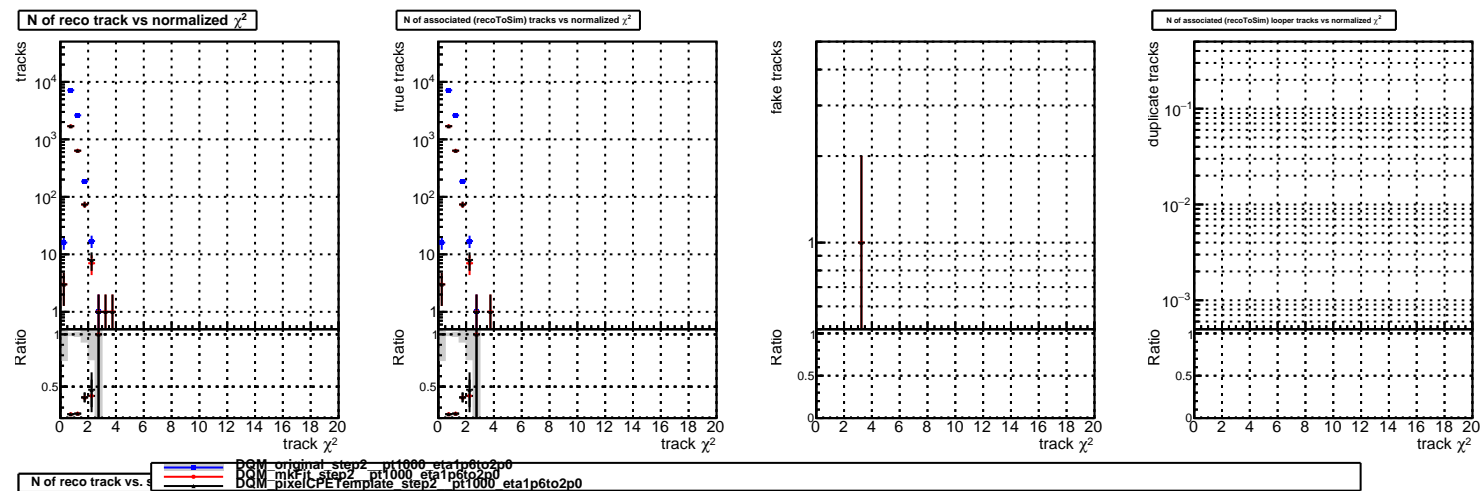 N of reco track vs normalized χ²
N of associated (recoToSim) tracks vs normalized χ²
N of associated (recoToSim) looper tracks vs normalized χ²
tracks
10⁴
10³
10²
10
1
Ratio
1
0.5
0 2 4 6 8 10 12 14 16 18 20
track χ²
true tracks
10⁴
10³
10²
10
1
Ratio
1
0.5
0 2 4 6 8 10 12 14 16 18 20
track χ²
fake tracks
1
Ratio
1
0.5
0
0 2 4 6 8 10 12 14 16 18 20
track χ²
duplicate tracks
10⁻¹
10⁻²
10⁻³
Ratio
1
0.5
0
0 2 4 6 8 10 12 14 16 18 20
track χ²
N of reco track vs. s
DQM_original_step2__pt1000_eta1p6to2p0
DQM_mkFit_step2__pt1000_eta1p6to2p0
DQM_pixelCPETemplate_step2__pt1000_eta1p6to2p0